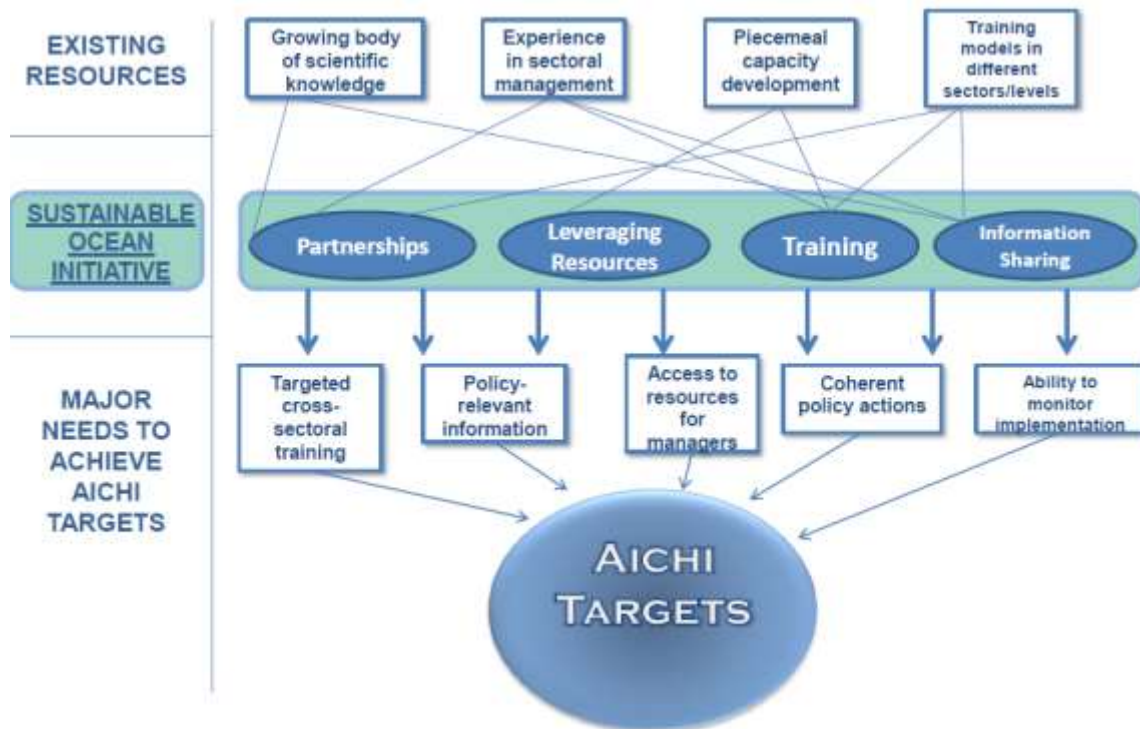 EXISTING
RESOURCES
Growing body
of scientific
knowledge
Experience
in sectoral
management
Piecemeal
capacity
development
Training
models in
different
sectors/levels
SUSTAINABLE
OCEAN
INITIATIVE
Partnerships
Leveraging
Resources
Training
Information
Sharing
MAJOR
NEEDS TO
ACHIEVE
AICHI
TARGETS
Targeted
cross-
sectoral
training
Policy-
relevant
information
Access to
resources
for
managers
Coherent
policy actions
Ability to
monitor
implementation
AICHI
TARGETS